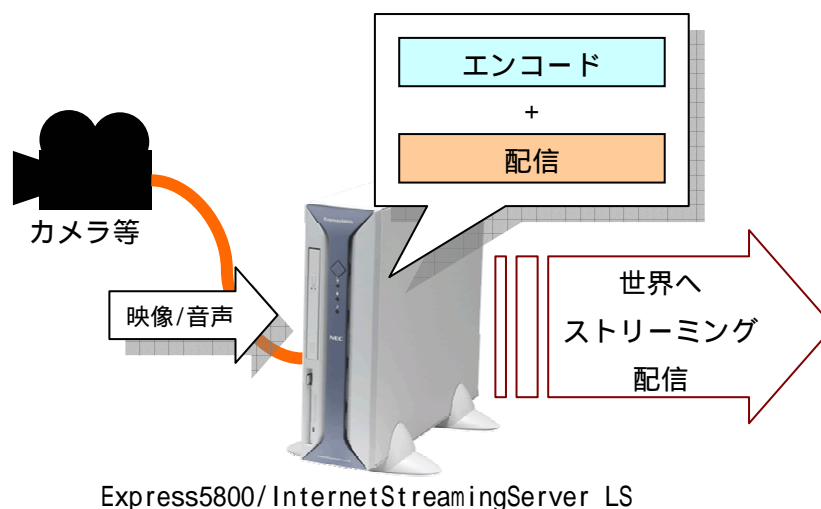 エンコード
+
配信
カメラ等
映像/音声
世界へ
ストリーミング
配信
NEC
Express5800/InternetStreamingServer LS